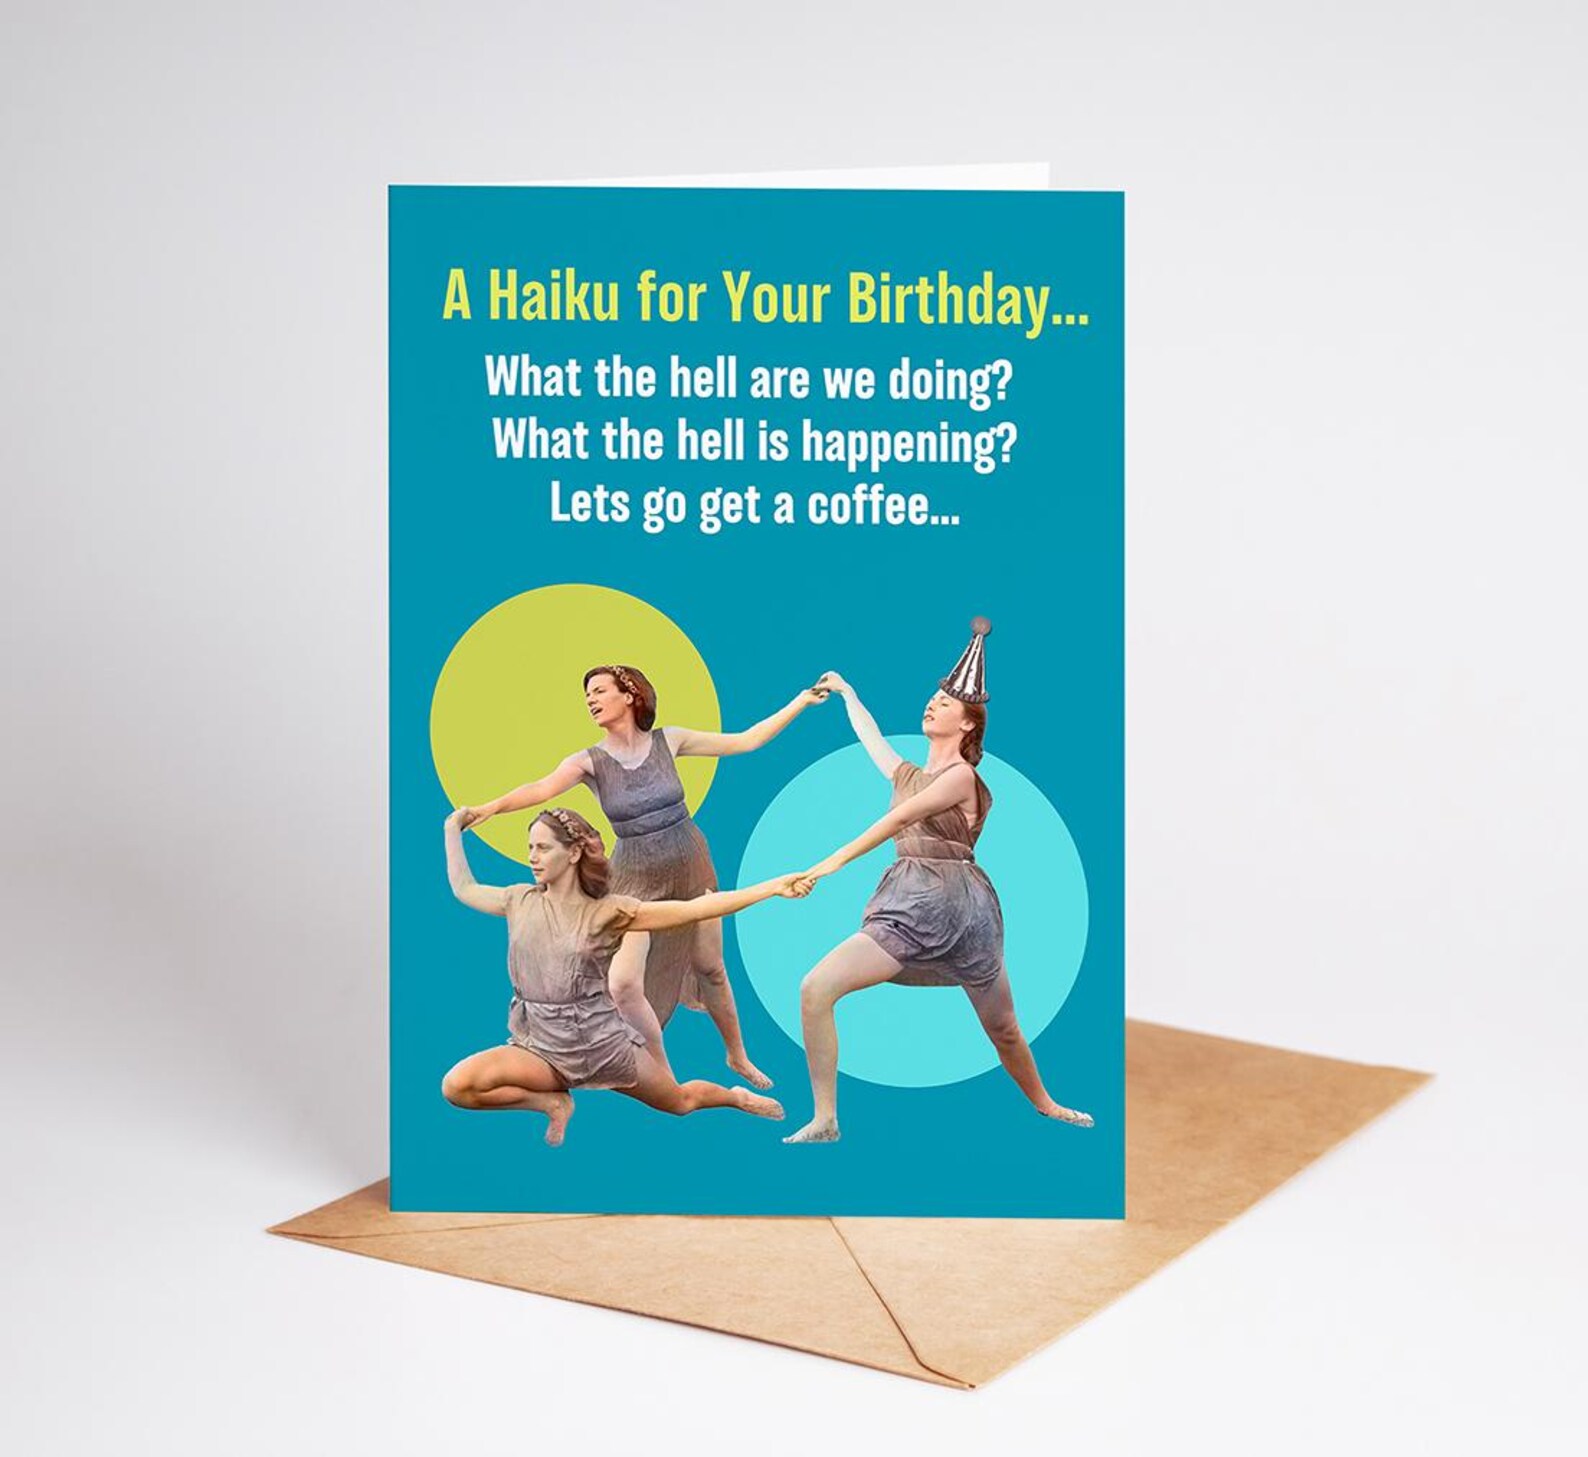 A Haiku for Your Birthday...
What the hell are we doing?
What the hell is happening?
Lets go get a coffee...